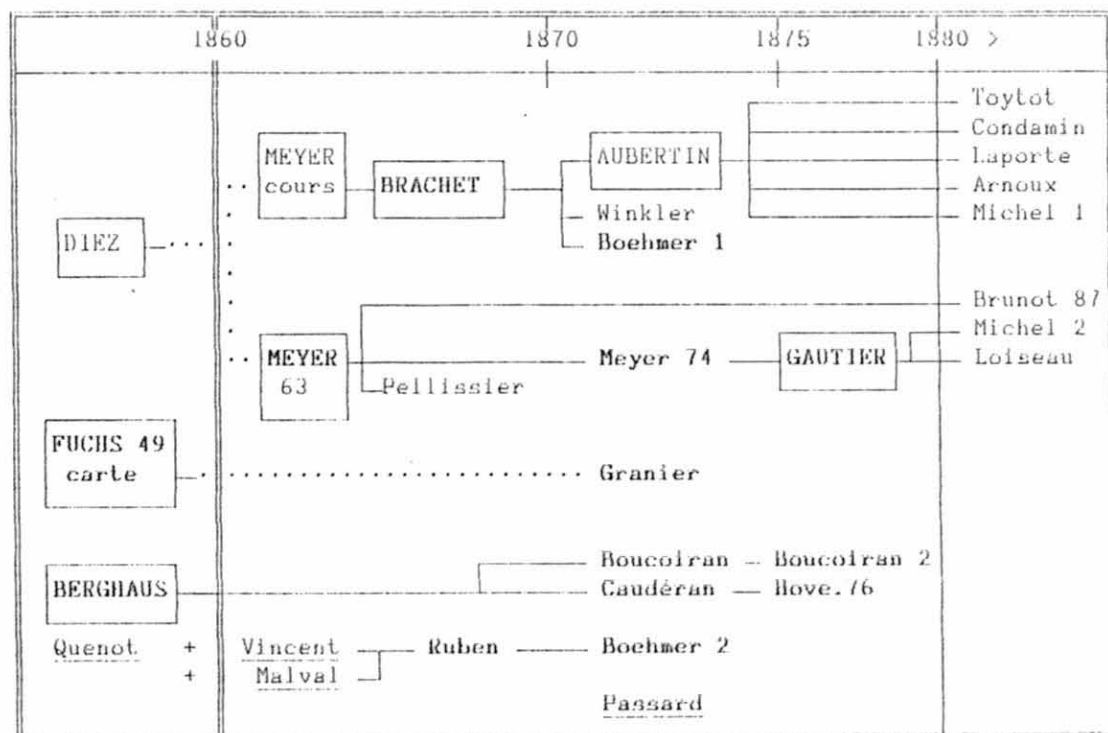 1860 1870 1875 1880 >
Toytot
Condamin
MEYER AUBERTIN Laporte
cours BRACHET Arnoux
Winkler Michel 1
DIEZ Boehmer 1
Brunot 87
Michel 2
MEYER Meyer 74 GAUTIER Loiseau
63 Pellissier
FUCHS 49
carte Granier
Boucoiran Boucoiran 2
BERGHAUS Caudéran Hove.76
Quenot + Vincent Ruben Boehmer 2
+ Malval
Passard